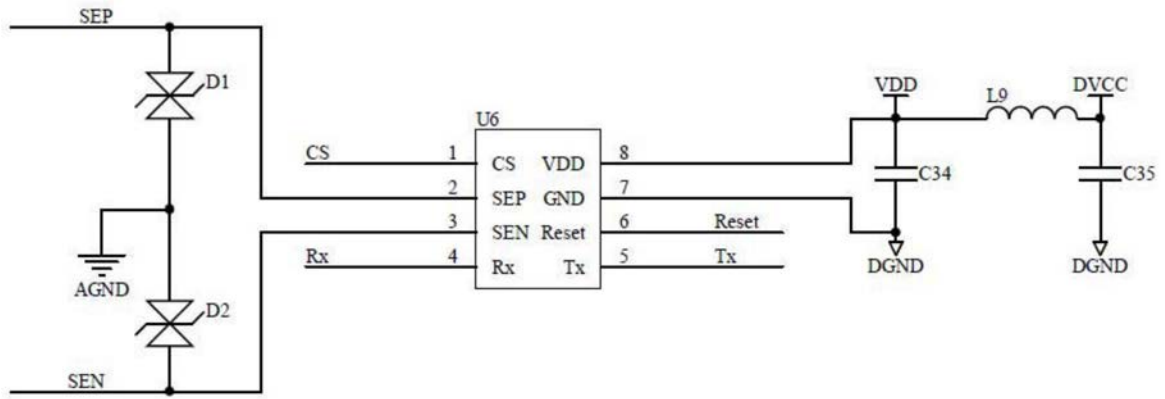 SEP
D1
VDD
L9
DVCC
U6
CS
1
CS
VDD
8
C34
C35
2
SEP
GND
7
3
SEN
Reset
6
Reset
Rx
4
Rx
Tx
5
Tx
DGND
DGND
AGND
D2
SEN